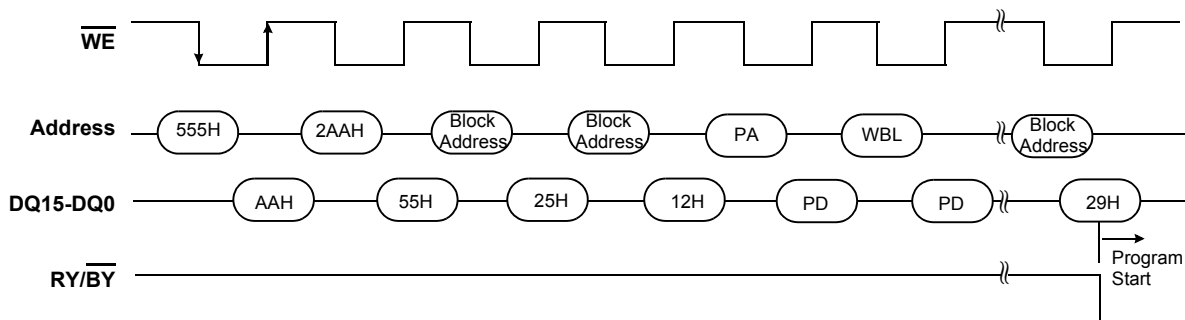 WE
Address
555H
2AAH
Block
Address
Block
Address
PA
WBL
Block
Address
DQ15-DQ0
AAH
55H
25H
12H
PD
PD
29H
RY/BY
Program
Start